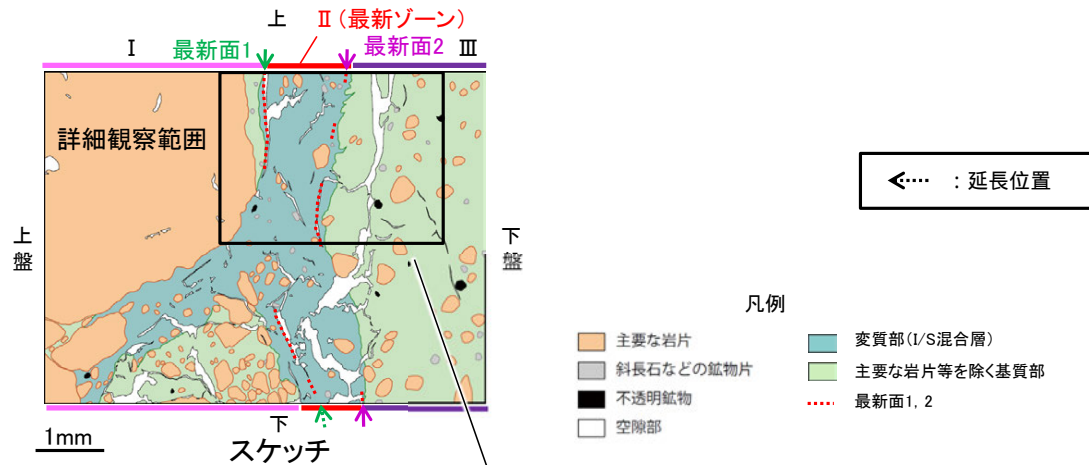 上 Ⅱ(最新ゾーン)
Ⅰ 最新面1 最新面2 Ⅲ
詳細観察範囲
上盤
下盤
下
1mm
スケッチ
: 延長位置
凡例
主要な岩片
斜長石などの鉱物片
不透明鉱物
空隙部
変質部(I/S混合層)
主要な岩片等を除く基質部
最新面1, 2